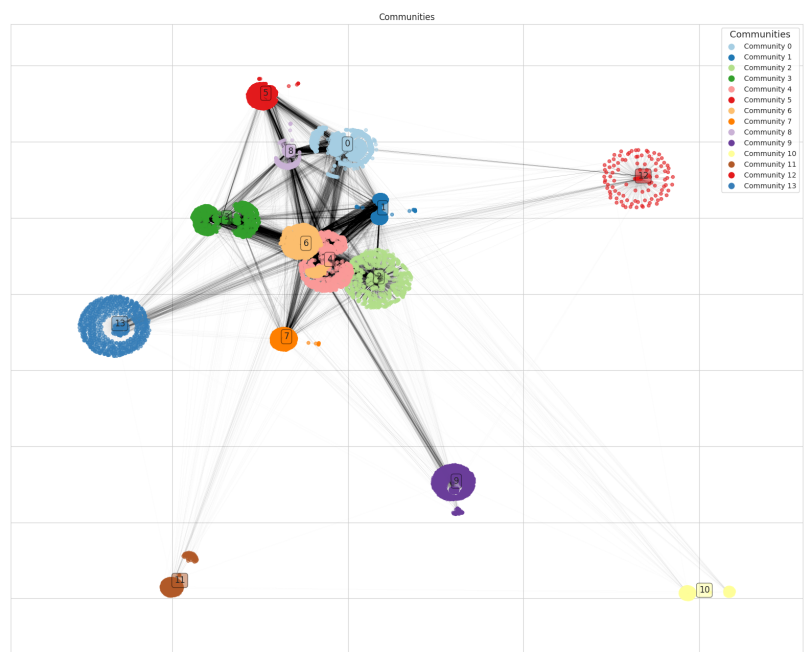 Communities
Communities
Community 0
Community 1
Community 2
Community 3
Community 4
Community 5
Community 6
Community 7
Community 8
Community 9
Community 10
Community 11
Community 12
Community 13
5
0
8
12
1
3
6
4
2
13
7
9
11
10